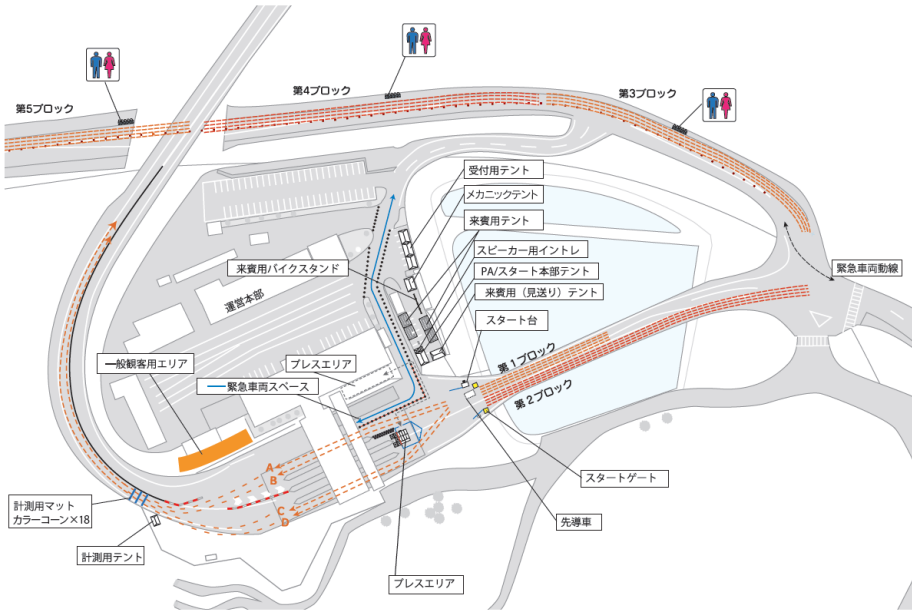 第5ブロック
第4ブロック
第3ブロック
受付用テント
メカニックテント
来賓用テント
スピーカー用イントレ
来賓用バイクスタンド
PA/スタート本部テント
緊急車両動線
来賓用（見送り）テント
運営本部
スタート台
第1ブロック
一般観客用エリア
プレスエリア
緊急車両スペース
第2ブロック
A
B
C
D
スタートゲート
計測用マット
カラーコーン×18
先導車
計測用テント
プレスエリア